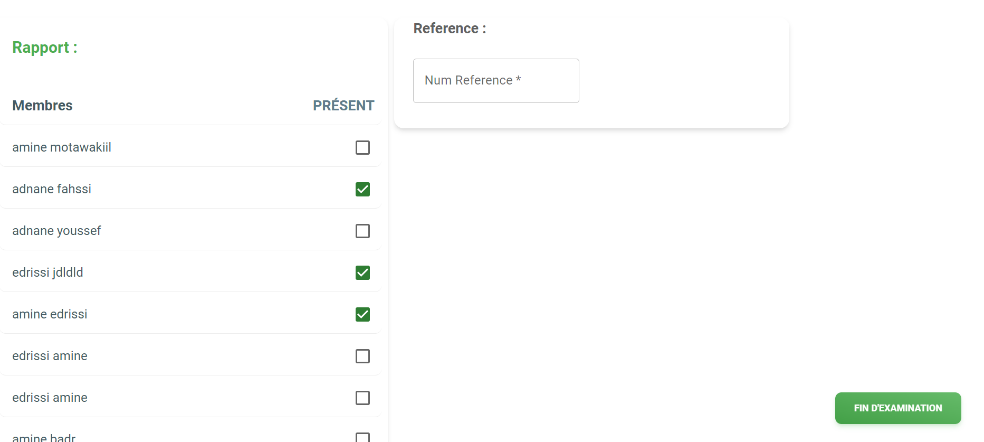 Rapport :
Membres PRÉSENT
amine motawakiil
adnane fahssi
adnane youssef
edrissi jdldld
amine edrissi
edrissi amine
edrissi amine
amine badr
Reference :
Num Reference *
FIN D'EXAMINATION